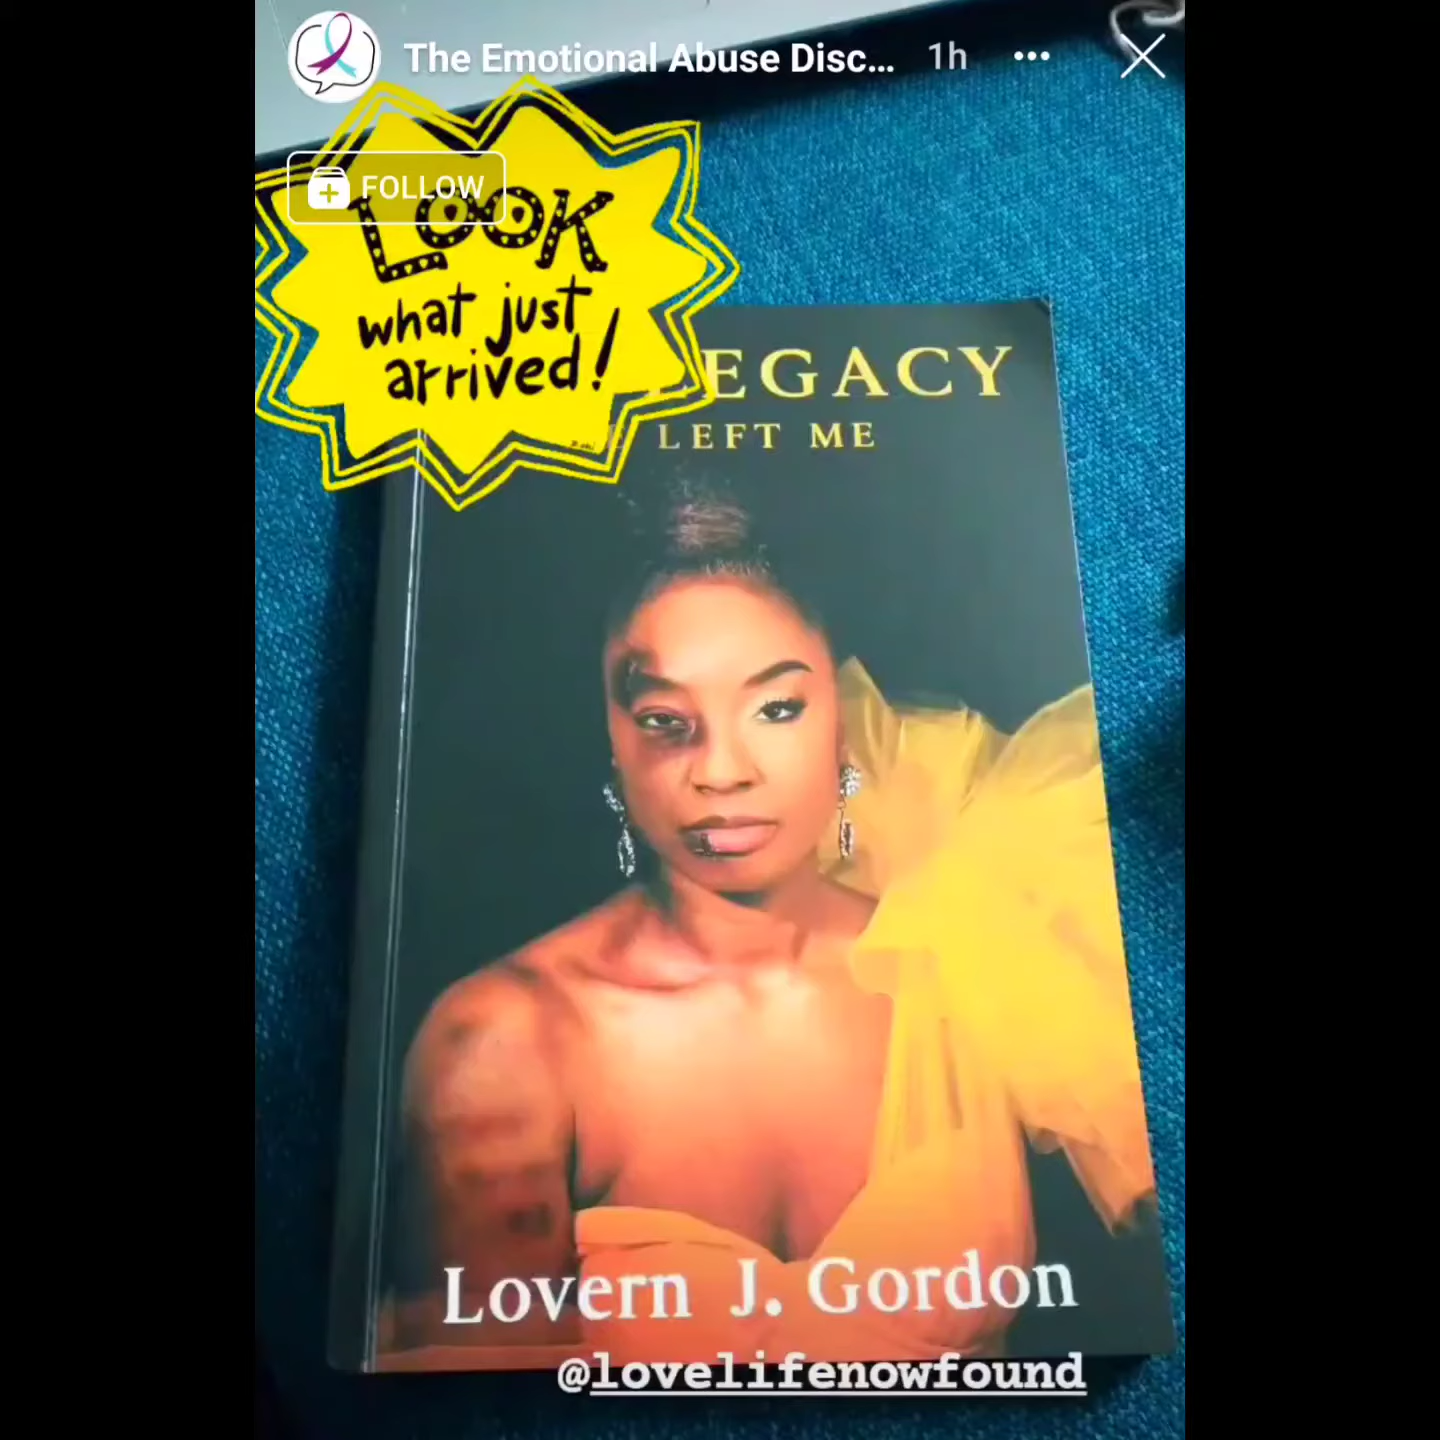 The Emotional Abuse Disc...
1h
FOLLOW
LOOK
what just
arrived!
EGACY
LEFT ME
Lovern J. Gordon
@lovelifenowfound